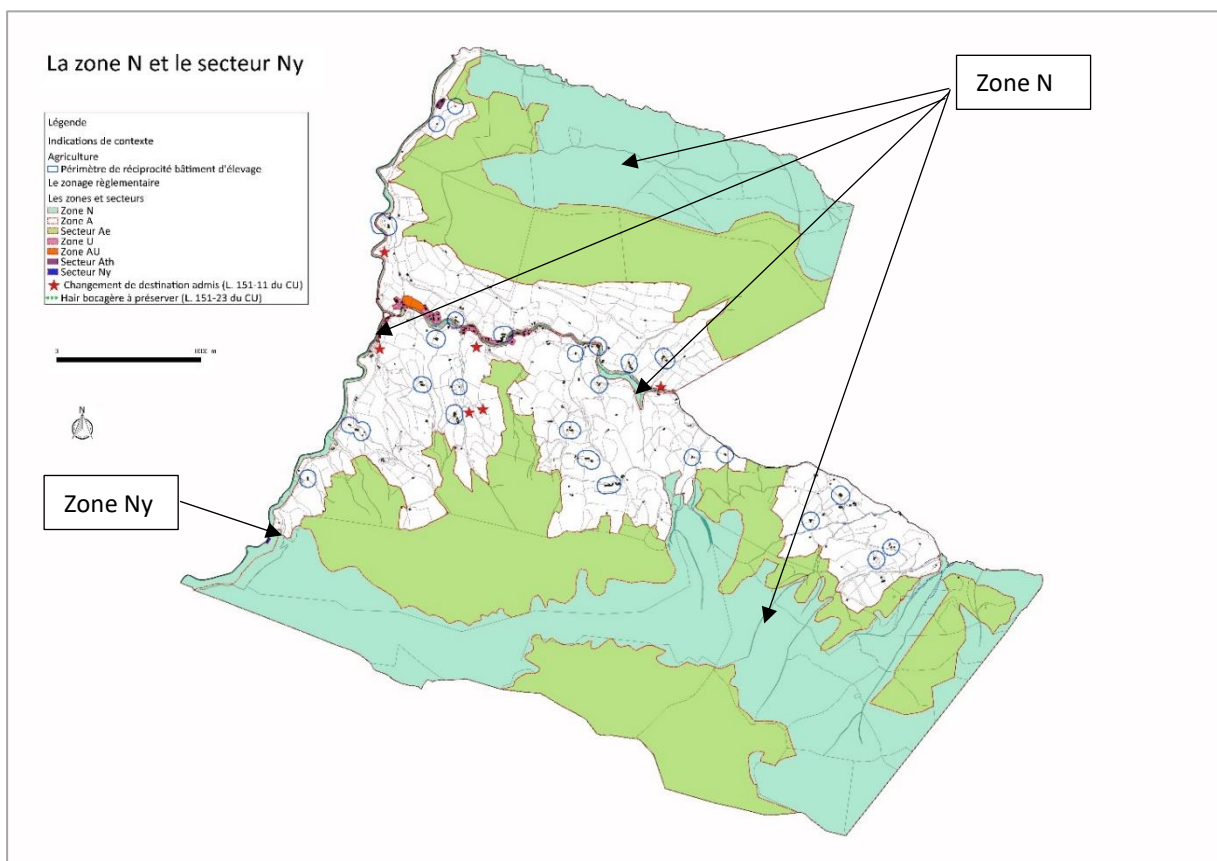 La zone N et le secteur Ny
Zone N
Légende
Indications de contexte
Agriculture
Périmètre de réciprocité bâtiment d'élevage
Le zonage règlementaire
Les zones et secteurs
Zone N
Zone A
Secteur Ae
Zone U
Zone AU
Secteur Ath
Secteur Ny
Changement de destination admis (L. 151-11 du CU)
Hair bocagère à préserver (L. 151-23 du CU)
N
Zone Ny